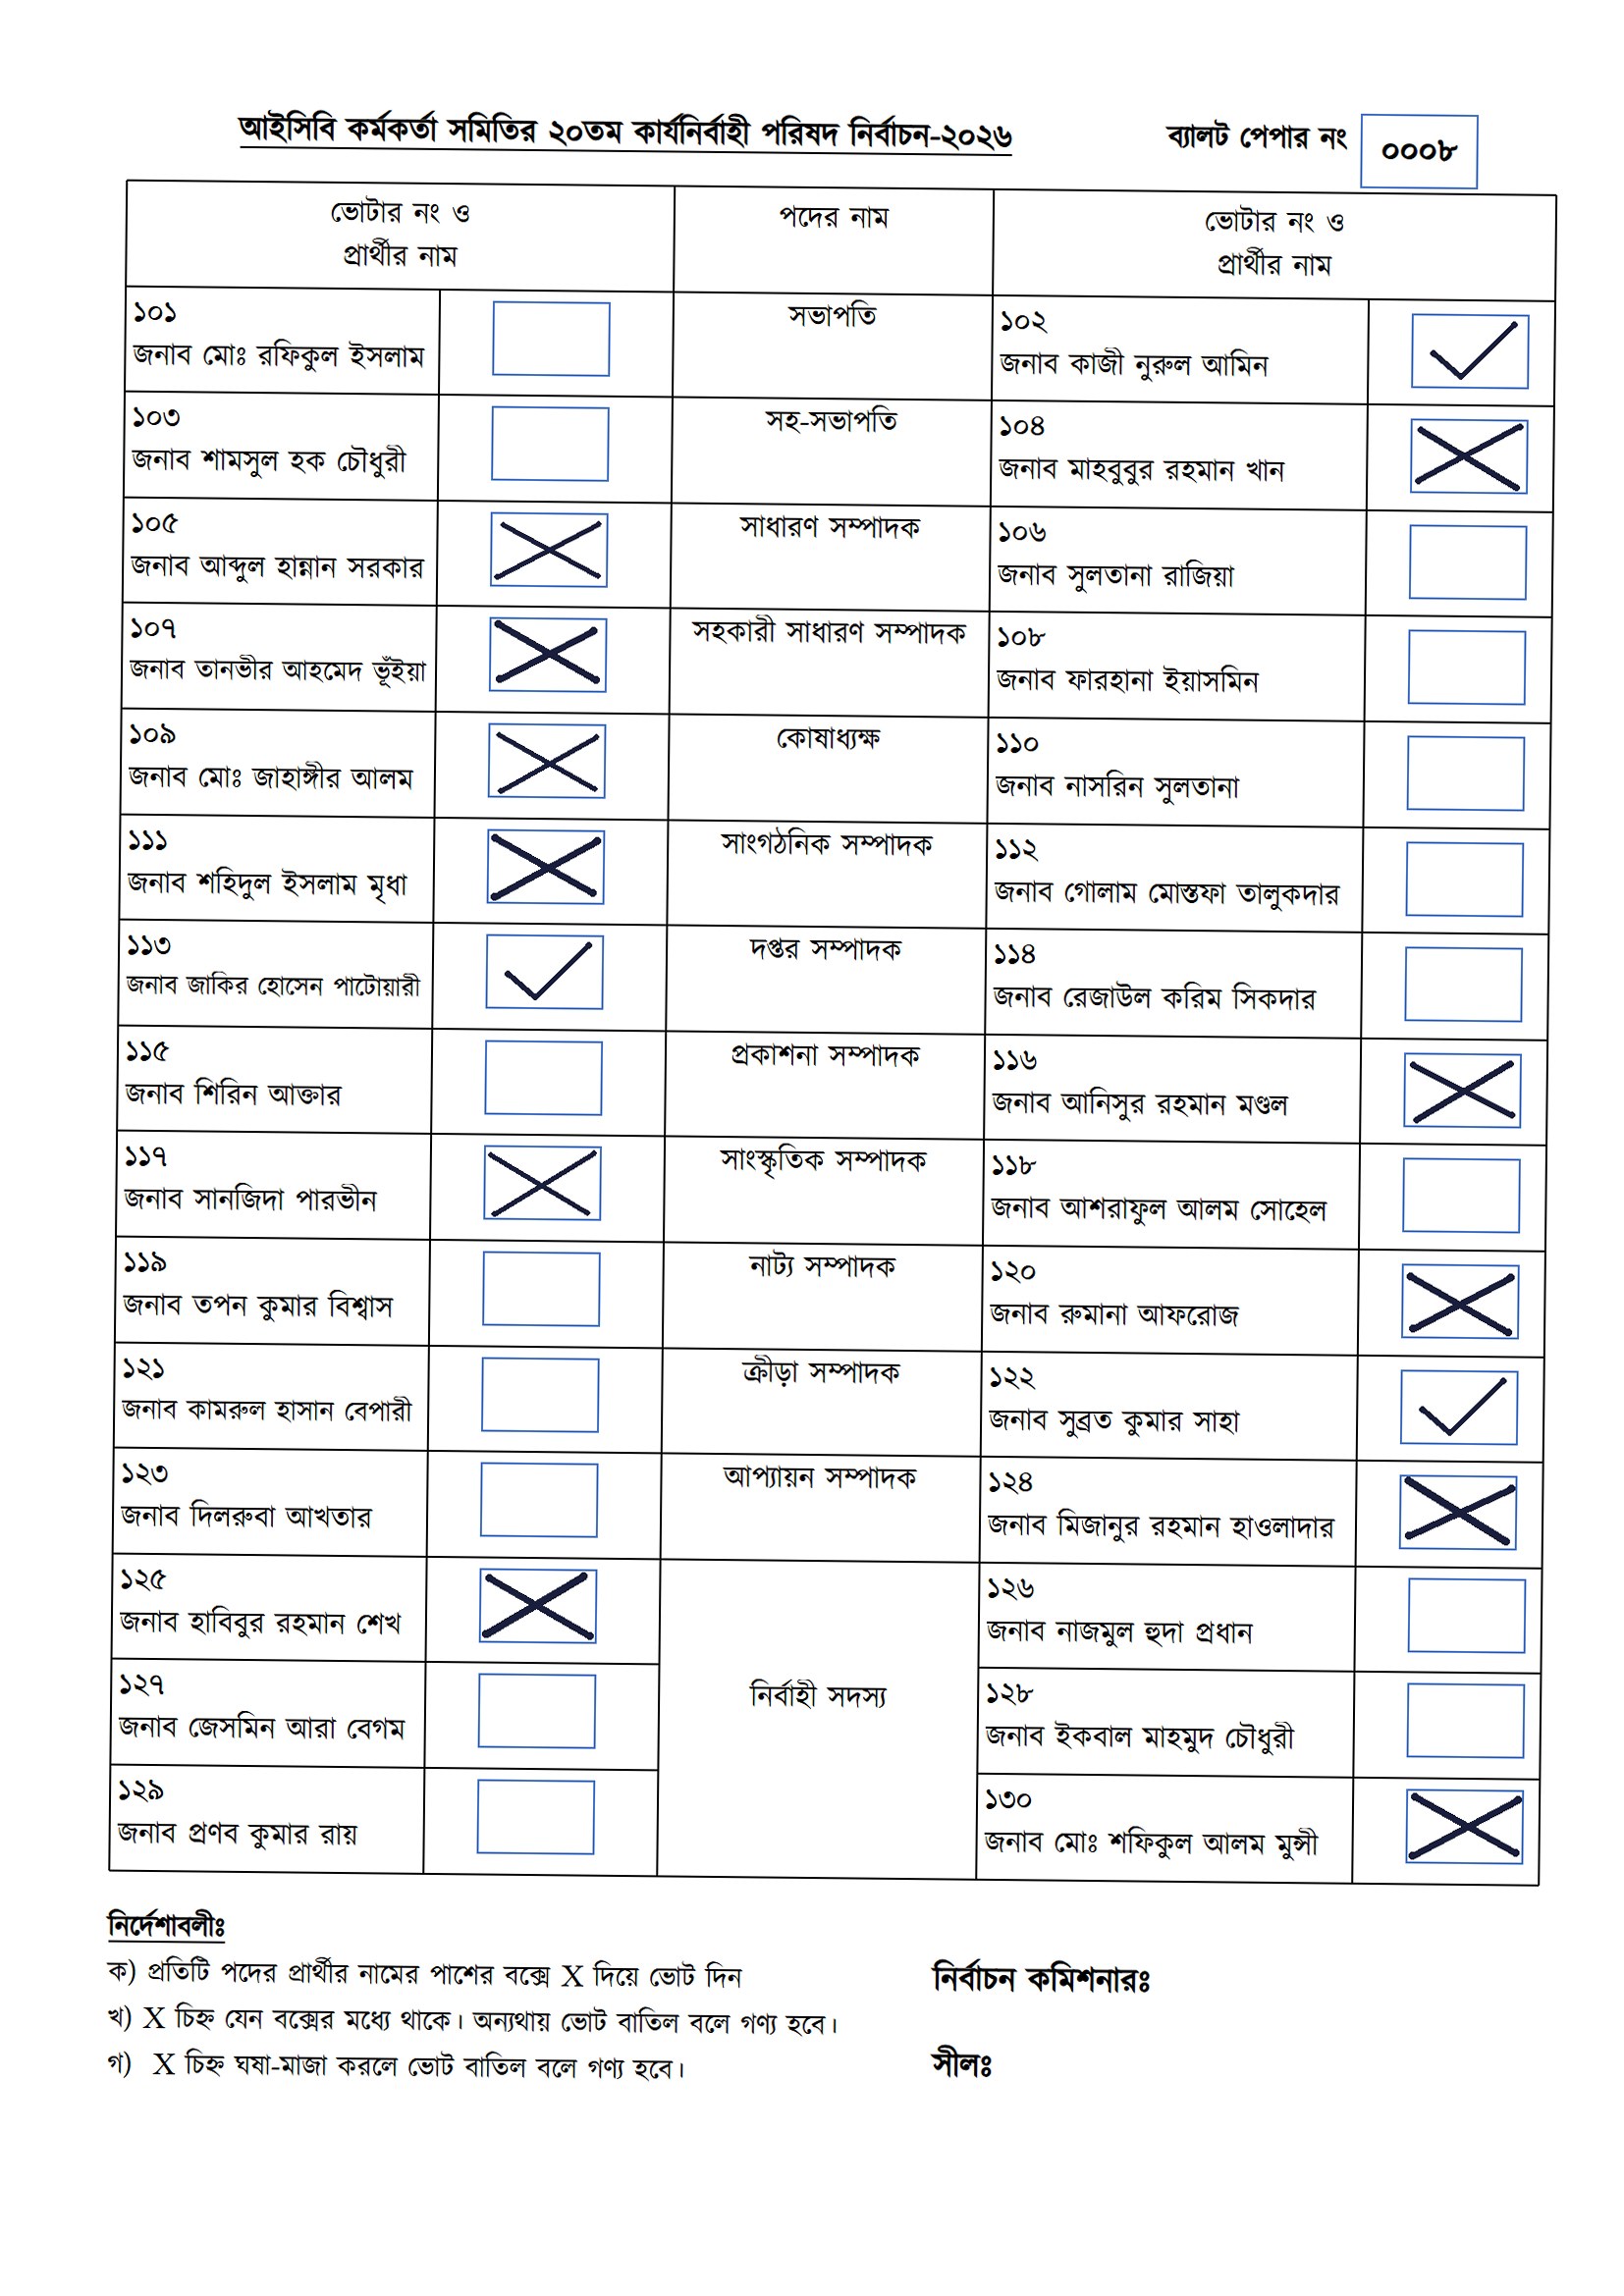 আইসিবি কর্মকর্তা সমিতির ২০তম কার্যনির্বাহী পরিষদ নির্বাচন-২০২৬
ব্যালট পেপার নং ০০০৮
ভোটার নং ও
প্রার্থীর নাম
পদের নাম
ভোটার নং ও
প্রার্থীর নাম
১০১
জনাব মোঃ রফিকুল ইসলাম
সভাপতি
১০২
জনাব কাজী নুরুল আমিন
১০৩
জনাব শামসুল হক চৌধুরী
সহ-সভাপতি
১০৪
জনাব মাহবুবুর রহমান খান
১০৫
জনাব আব্দুল হান্নান সরকার
সাধারণ সম্পাদক
১০৬
জনাব সুলতানা রাজিয়া
১০৭
জনাব তানভীর আহমেদ ভূঁইয়া
সহকারী সাধারণ সম্পাদক
১০৮
জনাব ফারহানা ইয়াসমিন
১০৯
জনাব মোঃ জাহাঙ্গীর আলম
কোষাধ্যক্ষ
১১০
জনাব নাসরিন সুলতানা
১১১
জনাব শহিদুল ইসলাম মৃধা
সাংগঠনিক সম্পাদক
১১২
জনাব গোলাম মোস্তফা তালুকদার
১১৩
জনাব জাকির হোসেন পাটোয়ারী
দপ্তর সম্পাদক
১১৪
জনাব রেজাউল করিম সিকদার
১১৫
জনাব শিরিন আক্তার
প্রকাশনা সম্পাদক
১১৬
জনাব আনিসুর রহমান মণ্ডল
১১৭
জনাব সানজিদা পারভীন
সাংস্কৃতিক সম্পাদক
১১৮
জনাব আশরাফুল আলম সোহেল
১১৯
জনাব তপন কুমার বিশ্বাস
নাট্য সম্পাদক
১২০
জনাব রুমানা আফরোজ
১২১
জনাব কামরুল হাসান বেপারী
ক্রীড়া সম্পাদক
১২২
জনাব সুব্রত কুমার সাহা
১২৩
জনাব দিলরুবা আখতার
আপ্যায়ন সম্পাদক
১২৪
জনাব মিজানুর রহমান হাওলাদার
১২৫
জনাব হাবিবুর রহমান শেখ
১২৬
জনাব নাজমুল হুদা প্রধান
১২৭
জনাব জেসমিন আরা বেগম
নির্বাহী সদস্য
১২৮
জনাব ইকবাল মাহমুদ চৌধুরী
১২৯
জনাব প্রণব কুমার রায়
১৩০
জনাব মোঃ শফিকুল আলম মুন্সী
নির্দেশাবলীঃ
ক) প্রতিটি পদের প্রার্থীর নামের পাশের বক্সে X দিয়ে ভোট দিন
খ) X চিহ্ন যেন বক্সের মধ্যে থাকে। অন্যথায় ভোট বাতিল বলে গণ্য হবে।
গ) X চিহ্ন ঘষা-মাজা করলে ভোট বাতিল বলে গণ্য হবে।
নির্বাচন কমিশনারঃ
সীলঃ